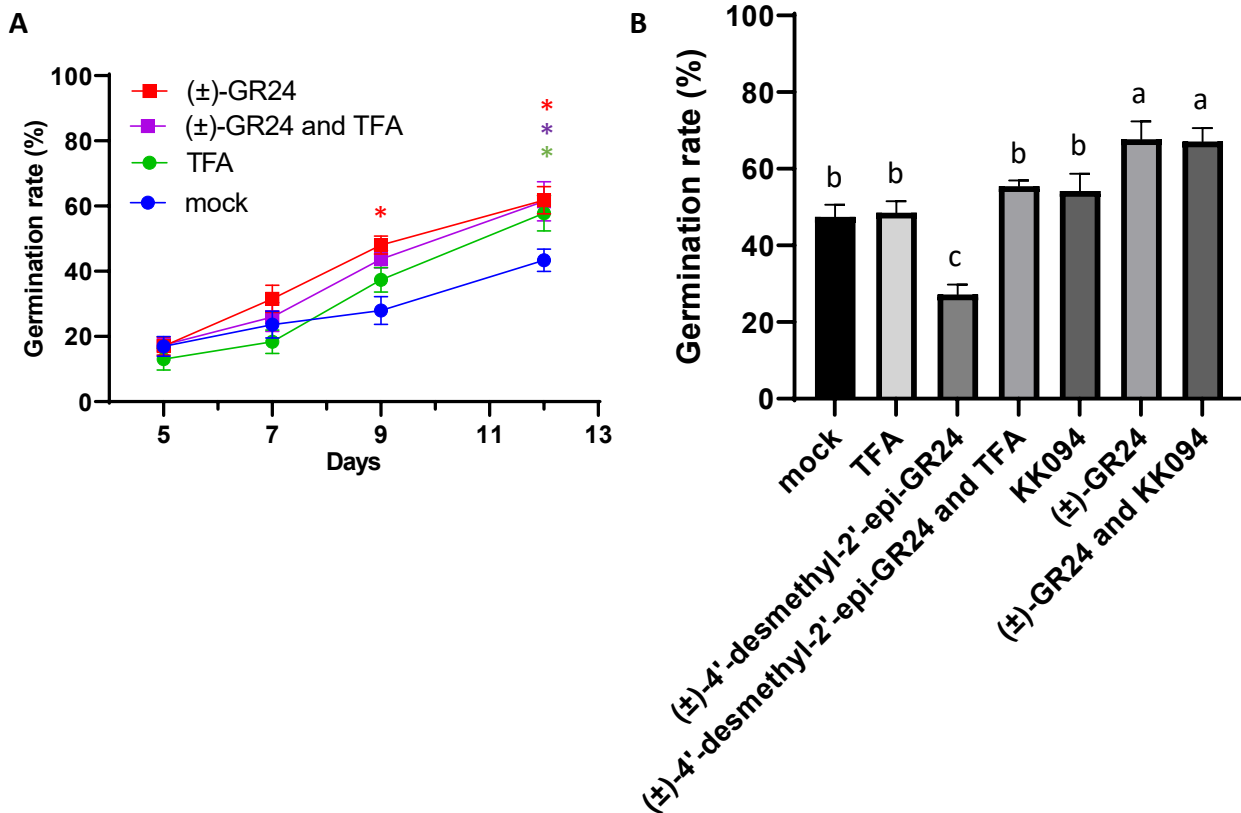 A
Germination rate (%)
100
80
60
40
20
0
(±)-GR24
(±)-GR24 and TFA
TFA
mock
*
*
*
*
5
7
9
11
13
Days
B
Germination rate (%)
100
80
60
40
20
0
b
b
c
b
b
a
a
mock
TFA
(±)-4'-desmethyl-2'-epi-GR24
(±)-4'-desmethyl-2'-epi-GR24 and TFA
KK094
(±)-GR24
(±)-GR24 and KK094